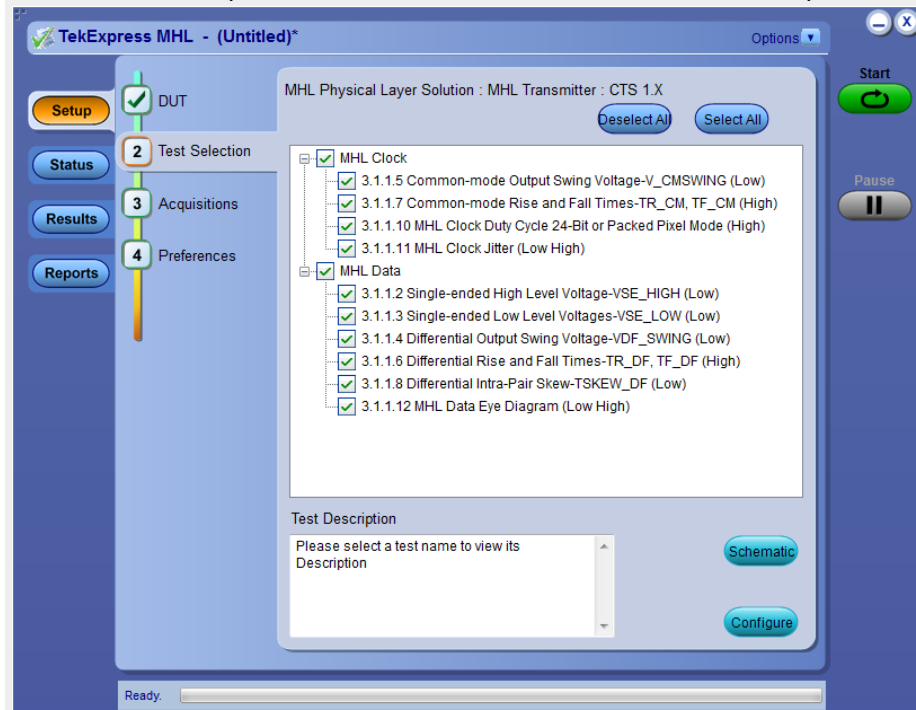 TekExpress MHL - (Untitled)*
Options
Start
Pause
Setup
Status
Results
Reports
DUT
2 Test Selection
3 Acquisitions
4 Preferences
MHL Physical Layer Solution : MHL Transmitter : CTS 1.X
Deselect All
Select All
MHL Clock
3.1.1.5 Common-mode Output Swing Voltage-V_CMSWING (Low)
3.1.1.7 Common-mode Rise and Fall Times-TR_CM, TF_CM (High)
3.1.1.10 MHL Clock Duty Cycle 24-Bit or Packed Pixel Mode (High)
3.1.1.11 MHL Clock Jitter (Low High)
MHL Data
3.1.1.2 Single-ended High Level Voltage-VSE_HIGH (Low)
3.1.1.3 Single-ended Low Level Voltages-VSE_LOW (Low)
3.1.1.4 Differential Output Swing Voltage-VDF_SWING (Low)
3.1.1.6 Differential Rise and Fall Times-TR_DF, TF_DF (High)
3.1.1.8 Differential Intra-Pair Skew-TSKEW_DF (Low)
3.1.1.12 MHL Data Eye Diagram (Low High)
Test Description
Please select a test name to view its
Description
Schematic
Configure
Ready.